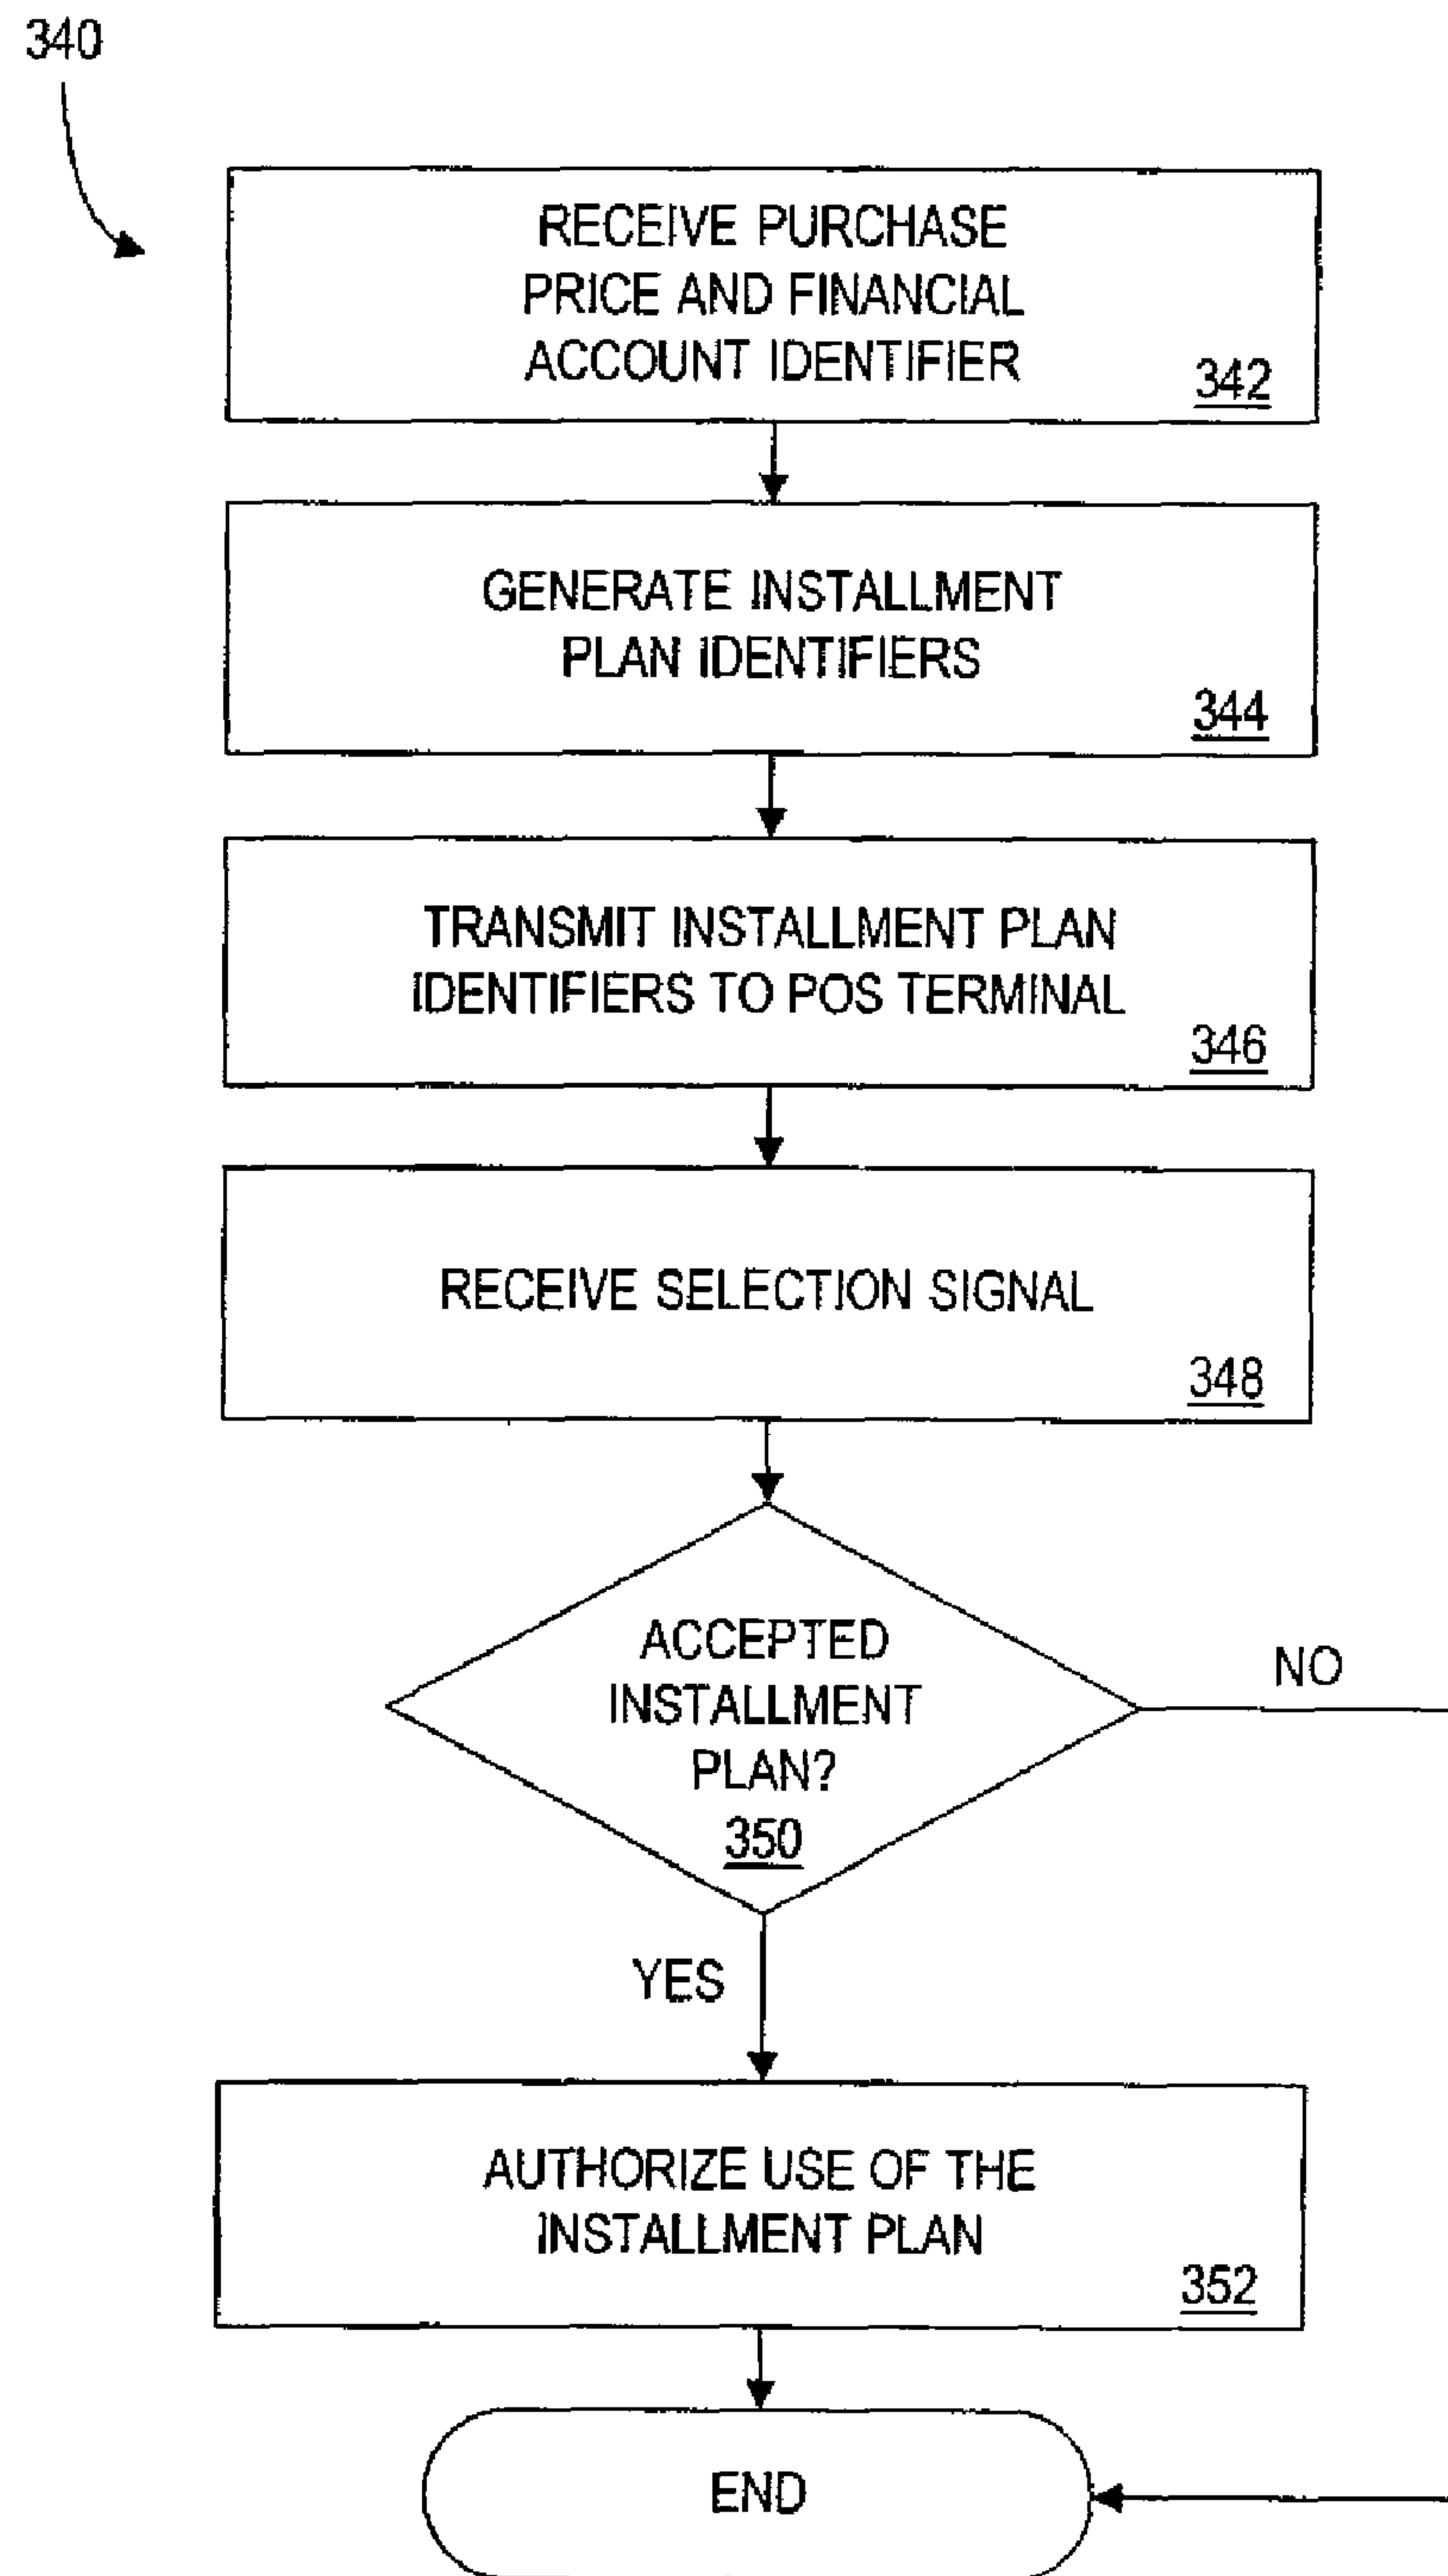 340
RECEIVE PURCHASE
PRICE AND FINANCIAL
ACCOUNT IDENTIFIER
342
GENERATE INSTALLMENT
PLAN IDENTIFIERS
344
TRANSMIT INSTALLMENT PLAN
IDENTIFIERS TO POS TERMINAL
346
RECEIVE SELECTION SIGNAL
348
ACCEPTED
INSTALLMENT
PLAN?
350
NO
YES
AUTHORIZE USE OF THE
INSTALLMENT PLAN
352
END